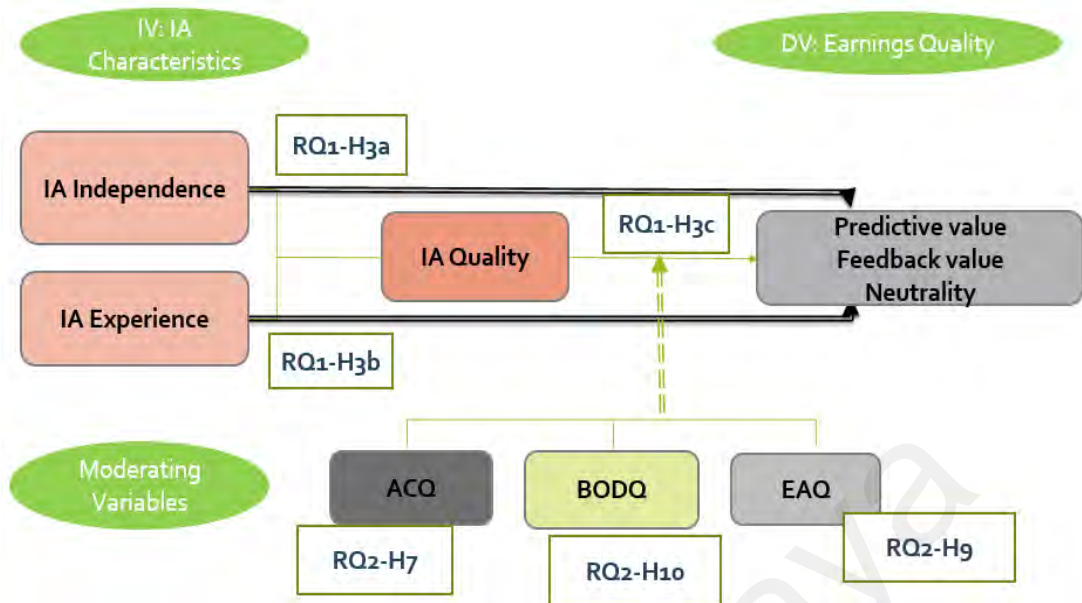 IV: IA
Characteristics
DV: Earnings Quality
RQ1-H3a
IA Independence
RQ1-H3c
IA Quality
Predictive value
Feedback value
Neutrality
IA Experience
RQ1-H3b
Moderating
Variables
ACQ
BODQ
EAQ
RQ2-H7
RQ2-H10
RQ2-H9